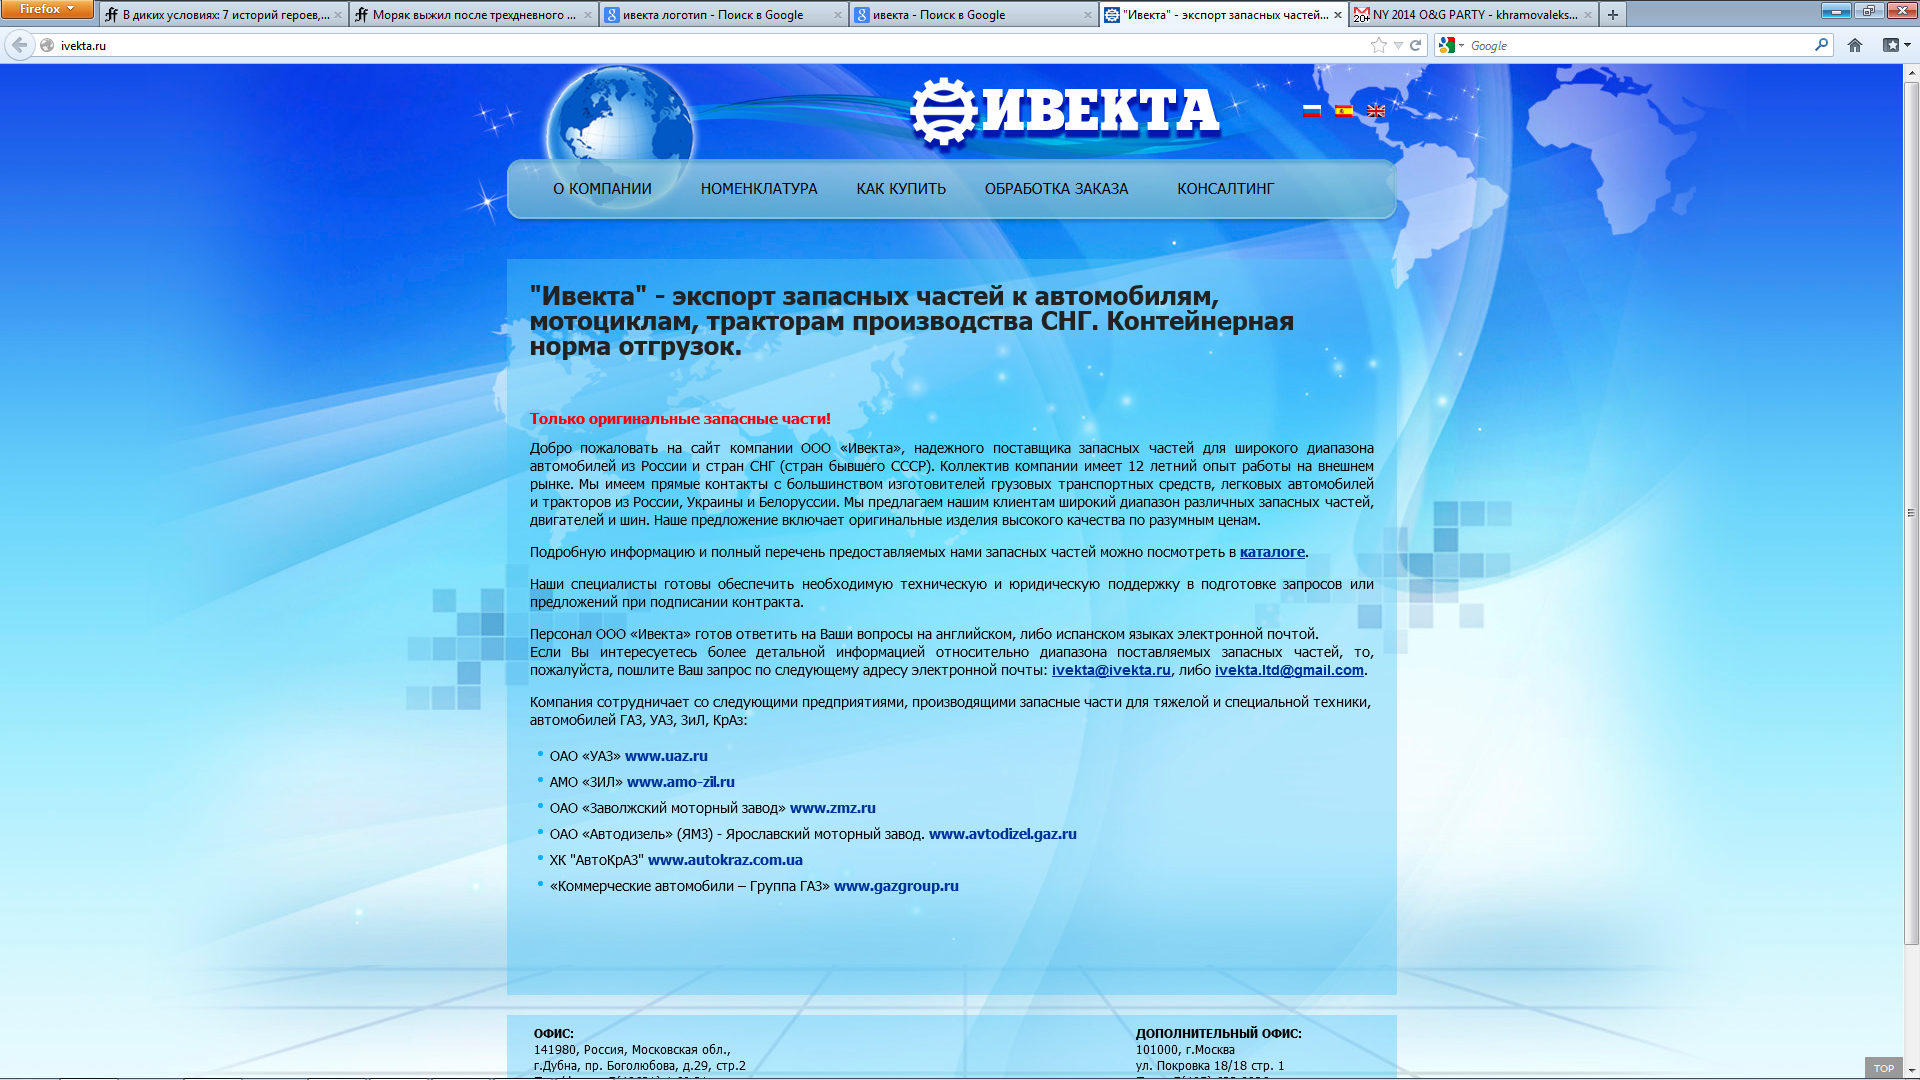 Firefox
В диких условиях: 7 историй героев,...
Моряк выжил после трехдневного ...
ивекта логотип - Поиск в Google
ивекта - Поиск в Google
"Ивекта" - экспорт запасных частей...
NY 2014 O&G PARTY - khramovaleks...
ivekta.ru
Google
ИВЕКТА
О КОМПАНИИ
НОМЕНКЛАТУРА
КАК КУПИТЬ
ОБРАБОТКА ЗАКАЗА
КОНСАЛТИНГ
"Ивекта" - экспорт запасных частей к автомобилям,
мотоциклам, тракторам производства СНГ. Контейнерная
норма отгрузок.
Только оригинальные запасные части!
Добро пожаловать на сайт компании ООО «Ивекта», надежного поставщика запасных частей для широкого диапазона
автомобилей из России и стран СНГ (стран бывшего СССР). Коллектив компании имеет 12 летний опыт работы на внешнем
рынке. Мы имеем прямые контакты с большинством изготовителей грузовых транспортных средств, легковых автомобилей
и тракторов из России, Украины и Белоруссии. Мы предлагаем нашим клиентам широкий диапазон различных запасных частей,
двигателей и шин. Наше предложение включает оригинальные изделия высокого качества по разумным ценам.
Подробную информацию и полный перечень предоставляемых нами запасных частей можно посмотреть в каталоге.
Наши специалисты готовы обеспечить необходимую техническую и юридическую поддержку в подготовке запросов или
предложений при подписании контракта.
Персонал ООО «Ивекта» готов ответить на Ваши вопросы на английском, либо испанском языках электронной почтой.
Если Вы интересуетесь более детальной информацией относительно диапазона поставляемых запасных частей, то,
пожалуйста, пошлите Ваш запрос по следующему адресу электронной почты: ivekta@ivekta.ru, либо ivekta.ltd@gmail.com.
Компания сотрудничает со следующими предприятиями, производящими запасные части для тяжелой и специальной техники,
автомобилей ГАЗ, УАЗ, ЗиЛ, КрАз:
ОАО «УАЗ» www.uaz.ru
АМО «ЗИЛ» www.amo-zil.ru
ОАО «Заволжский моторный завод» www.zmz.ru
ОАО «Автодизель» (ЯМЗ) - Ярославский моторный завод. www.avtodizel.gaz.ru
ХК "АвтоКрАЗ" www.autokraz.com.ua
«Коммерческие автомобили – Группа ГАЗ» www.gazgroup.ru
ОФИС:
141980, Россия, Московская обл.,
г.Дубна, пр. Боголюбова, д.29, стр.2
ДОПОЛНИТЕЛЬНЫЙ ОФИС:
101000, г.Москва
ул. Покровка 18/18 стр. 1
TOP